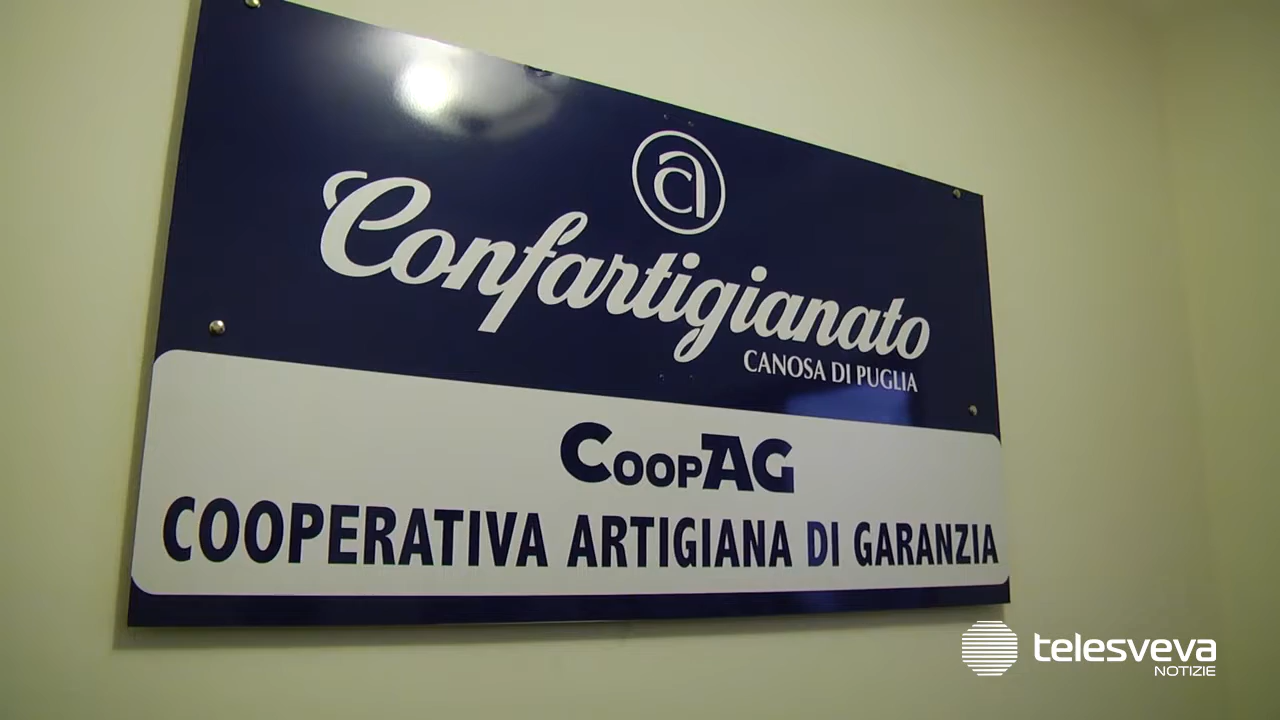 Confartigianato
CANOSA DI PUGLIA
COOPAG
COOPERATIVA ARTIGIANA DI GARANZIA
telesveva
NOTIZIE